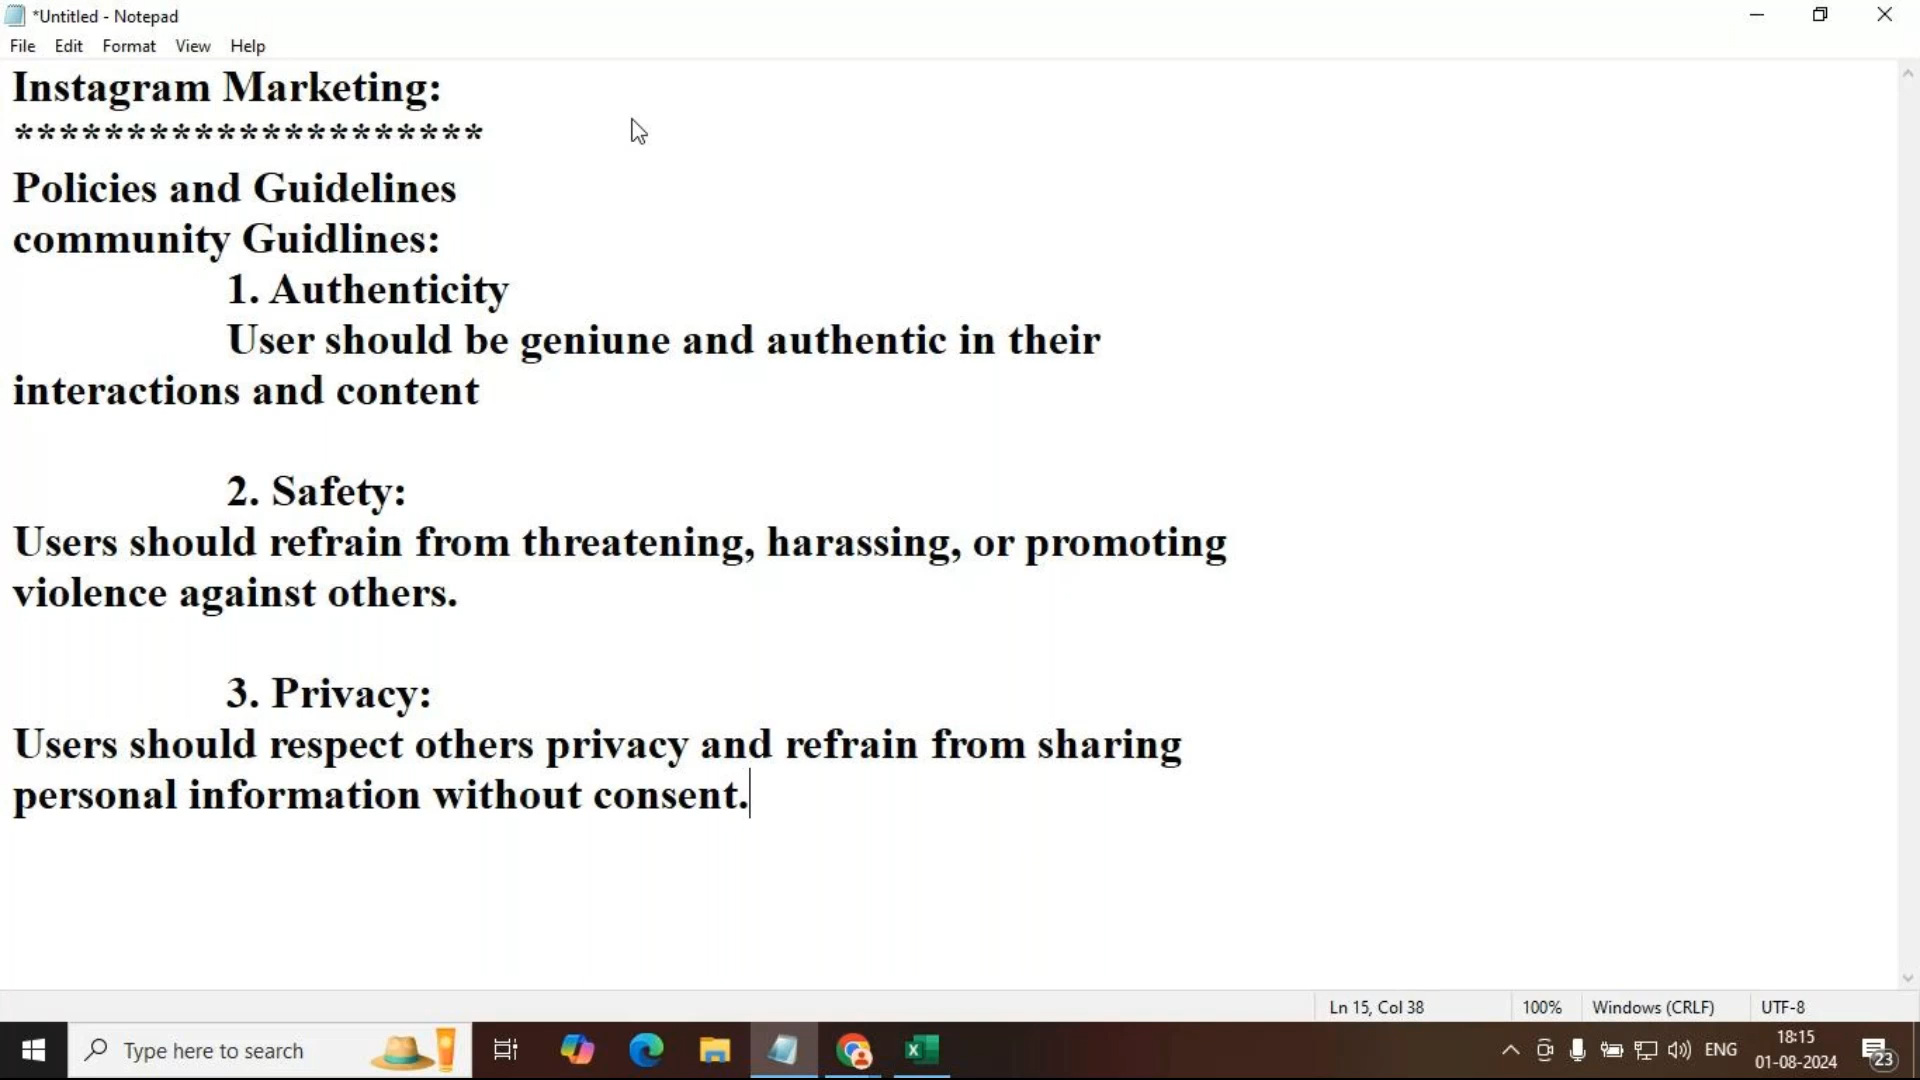 *Untitled - Notepad
File Edit Format View Help
Instagram Marketing:
*********************
Policies and Guidelines
community Guidlines:
1. Authenticity
User should be geniune and authentic in their
interactions and content
2. Safety:
Users should refrain from threatening, harassing, or promoting
violence against others.
3. Privacy:
Users should respect others privacy and refrain from sharing
personal information without consent.
Ln 15, Col 38 100% Windows (CRLF) UTF-8
Type here to search ENG 18:15
01-08-2024 23